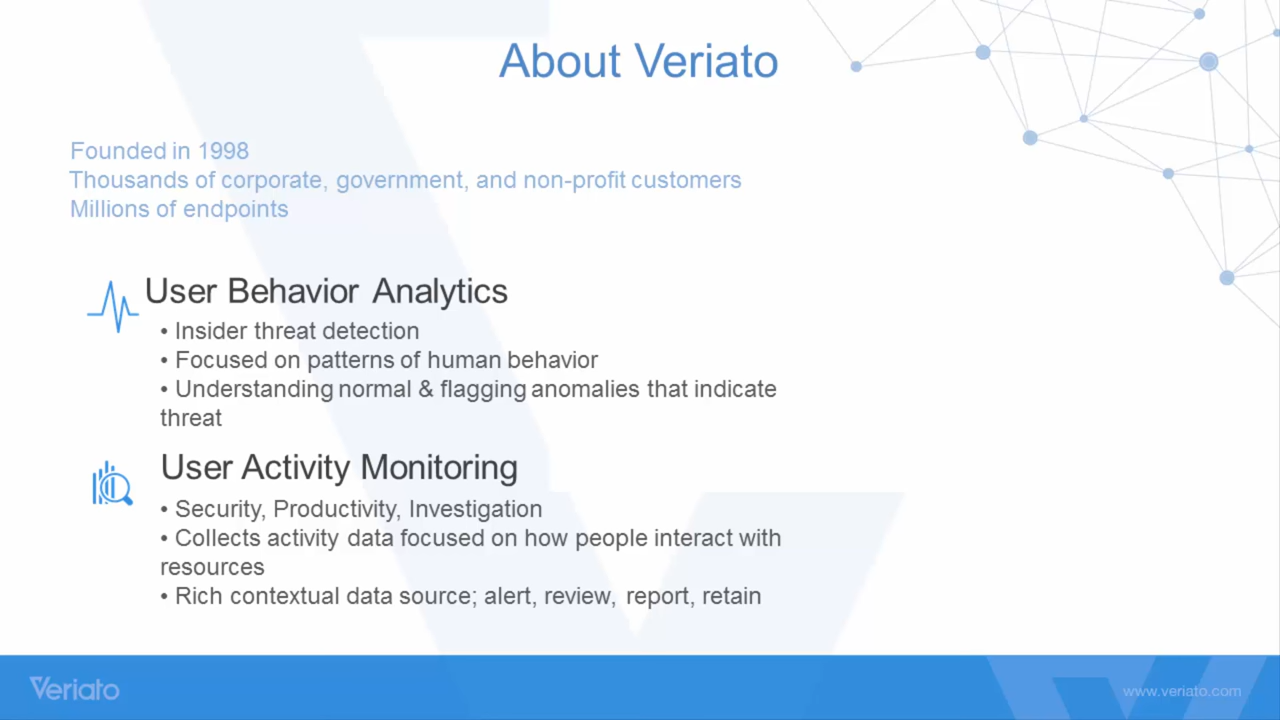 About Veriato
Founded in 1998
Thousands of corporate, government, and non-profit customers
Millions of endpoints
User Behavior Analytics
• Insider threat detection
• Focused on patterns of human behavior
• Understanding normal & flagging anomalies that indicate
threat
User Activity Monitoring
• Security, Productivity, Investigation
• Collects activity data focused on how people interact with
resources
• Rich contextual data source; alert, review, report, retain
Veriato
www.veriato.com